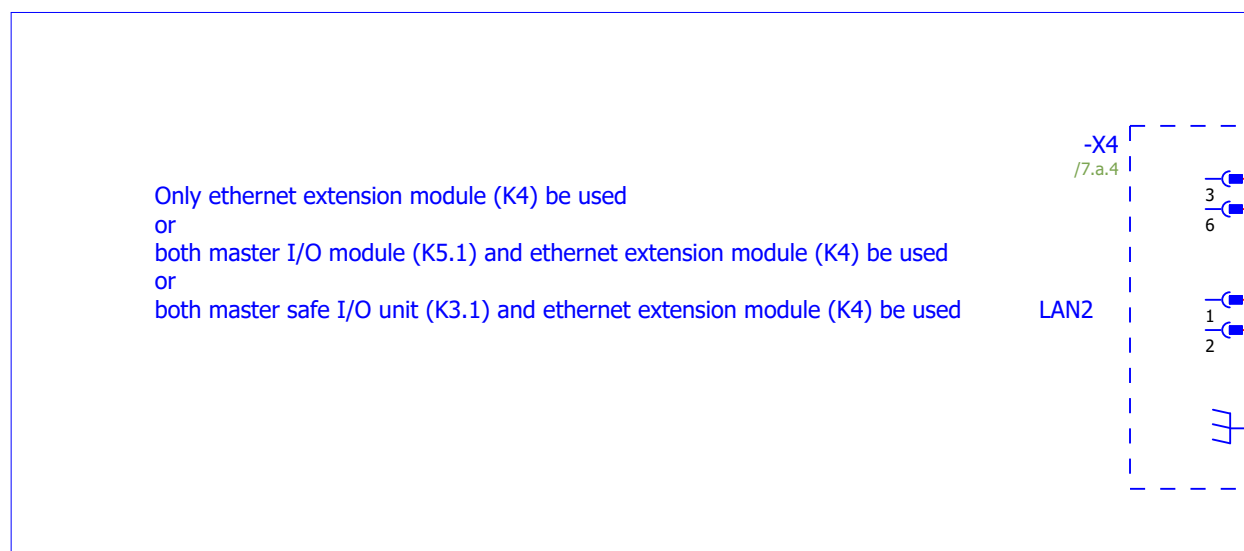 -X4
/7.a.4
Only ethernet extension module (K4) be used
or
both master I/O module (K5.1) and ethernet extension module (K4) be used
or
both master safe I/O unit (K3.1) and ethernet extension module (K4) be used
LAN2
3
6
1
2